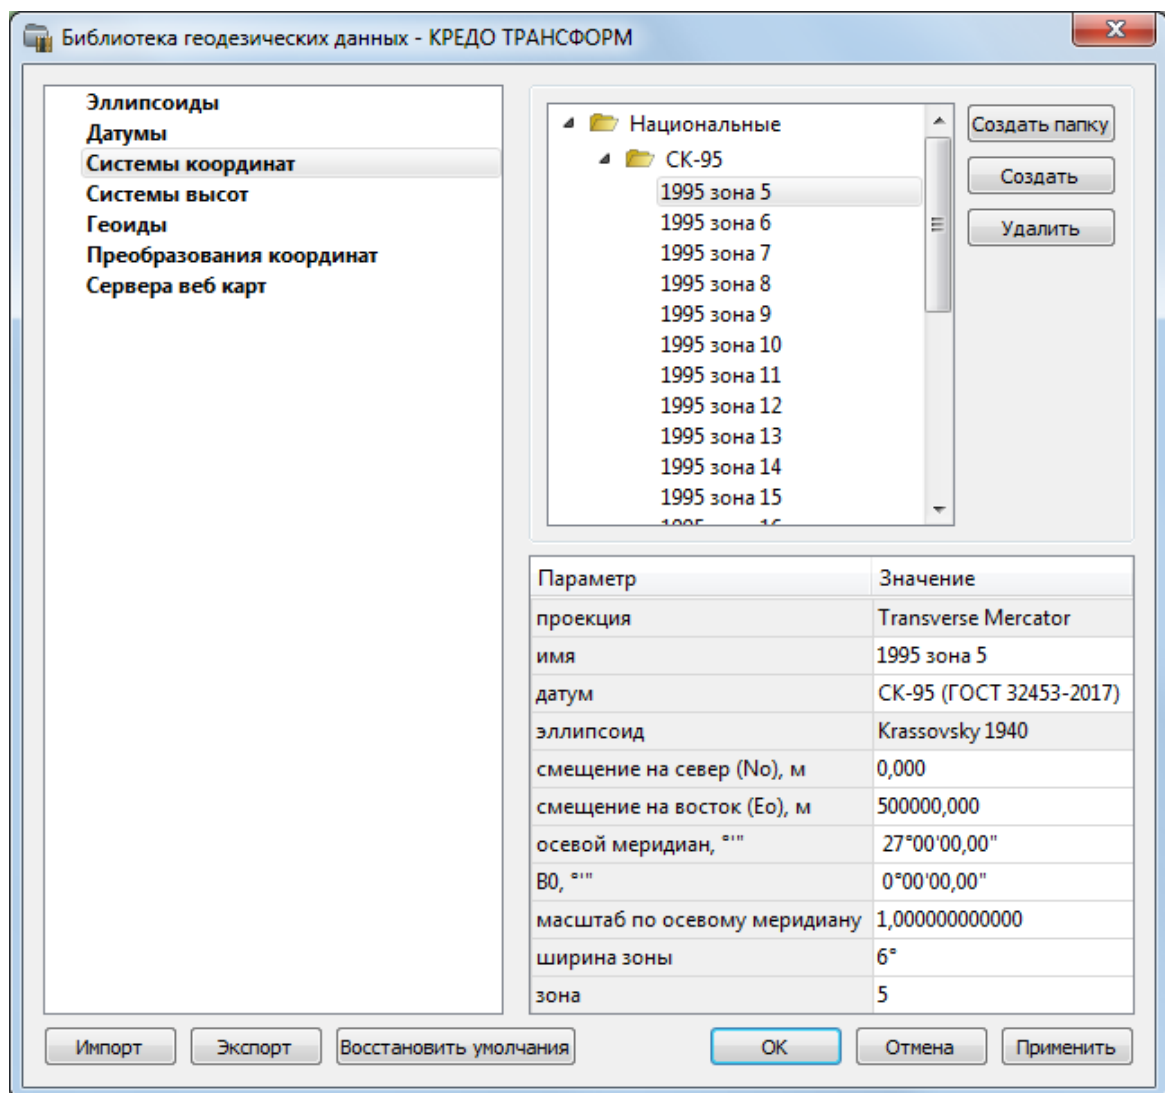 Библиотека геодезических данных - КРЕДО ТРАНСФОРМ
Эллипсоиды
Датумы
Системы координат
Системы высот
Геоиды
Преобразования координат
Сервера веб карт
Национальные
СК-95
1995 зона 5
1995 зона 6
1995 зона 7
1995 зона 8
1995 зона 9
1995 зона 10
1995 зона 11
1995 зона 12
1995 зона 13
1995 зона 14
1995 зона 15
Создать папку
Создать
Удалить
Параметр Значение
проекция Transverse Mercator
имя 1995 зона 5
датум СК-95 (ГОСТ 32453-2017)
эллипсоид Krassovsky 1940
смещение на север (No), м 0,000
смещение на восток (Eo), м 500000,000
осевой меридиан, °'" 27°00'00,00"
B0, °'" 0°00'00,00"
масштаб по осевому меридиану 1,000000000000
ширина зоны 6°
зона 5
Импорт Экспорт Восстановить умолчания OK Отмена Применить